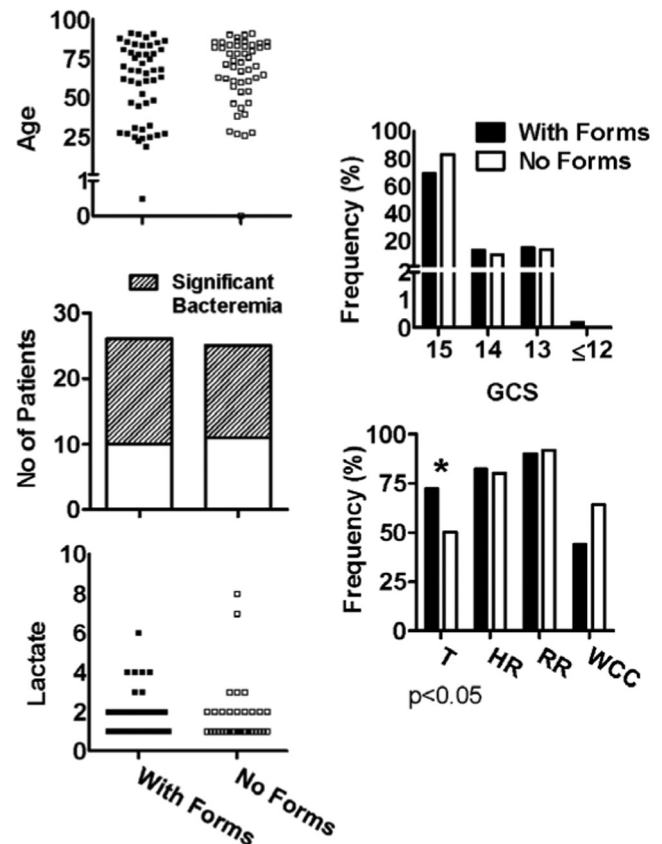 100
75
50
25
1
0
Age
Significant
Bacteremia
30
20
10
0
No of Patients
10
8
6
4
2
0
Lactate
With Forms
No Forms
With Forms
No Forms
100
80
60
40
20
2
1
0
Frequency (%)
15 14 13 ≤12
GCS
100
75
50
25
0
Frequency (%)
*
T HR RR WCC
p<0.05